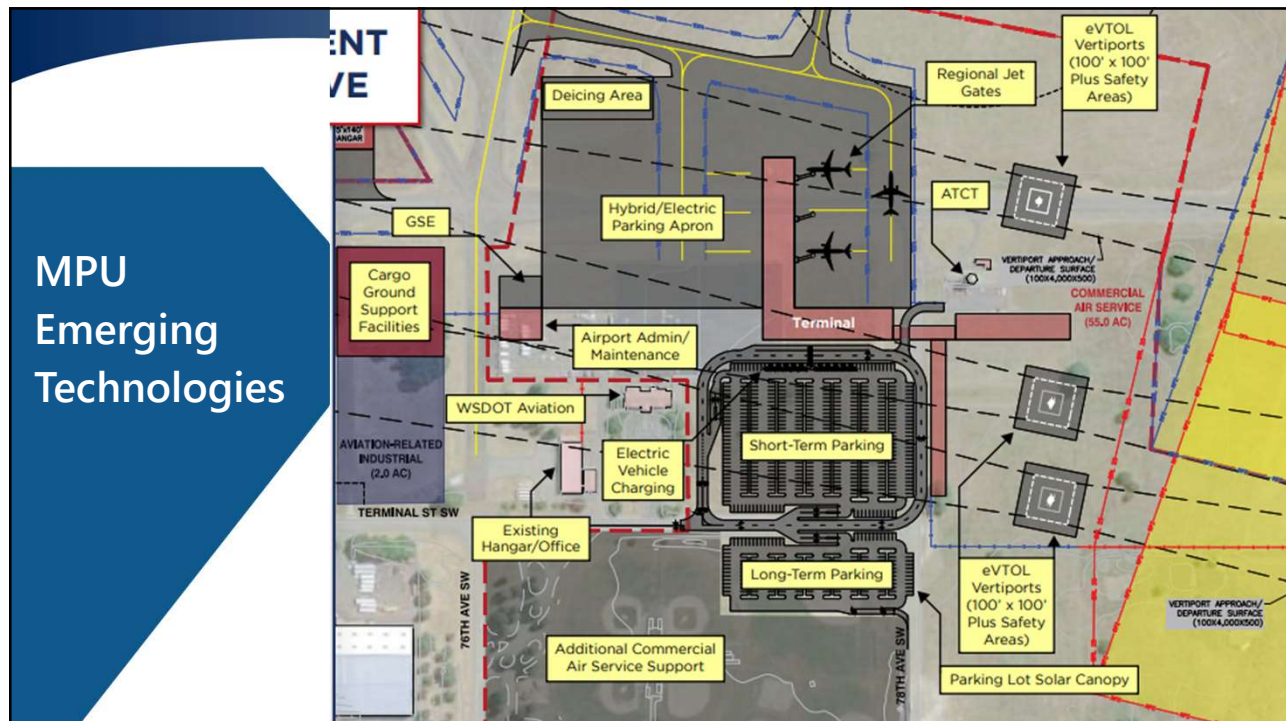 MPU
Emerging
Technologies
ENT
VE
5'x140'
HANGAR
Deicing Area
Regional Jet
Gates
eVTOL
Vertiports
(100' x 100'
Plus Safety
Areas)
GSE
Hybrid/Electric
Parking Apron
ATCT
VERTIPORT APPROACH/
DEPARTURE SURFACE
(100X4,000X500)
COMMERCIAL
AIR SERVICE
(55.0 AC)
Cargo
Ground
Support
Facilities
Airport Admin/
Maintenance
Terminal
WSDOT Aviation
AVIATION-RELATED
INDUSTRIAL
(2.0 AC)
Electric
Vehicle
Charging
Short-Term Parking
TERMINAL ST SW
Existing
Hangar/Office
Long-Term Parking
eVTOL
Vertiports
(100' x 100'
Plus Safety
Areas)
VERTIPORT APPROACH/
DEPARTURE SURFACE
(100X4,000X500)
76TH AVE SW
Additional Commercial
Air Service Support
78TH AVE SW
Parking Lot Solar Canopy